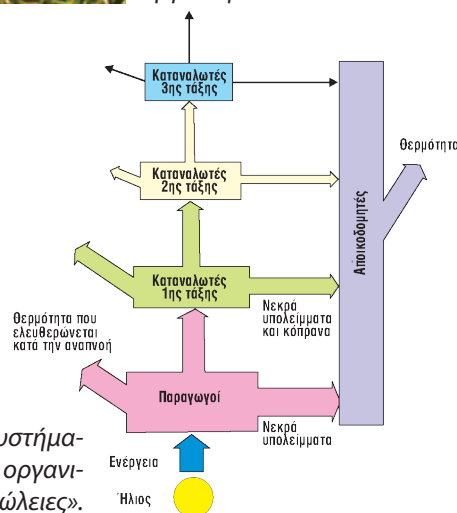 Καταναλωτές
3ης τάξης
Θερμότητα
Καταναλωτές
2ης τάξης
Αποικοδομητές
Καταναλωτές
1ης τάξης
Νεκρά
υπολείμματα
και κόπρανα
Θερμότητα που
ελευθερώνεται
κατά την αναπνοή
Παραγωγοί
Νεκρά
υπολείμματα
υστήμα-
οργανι-
ώλειες».
Ενέργεια
Ήλιος